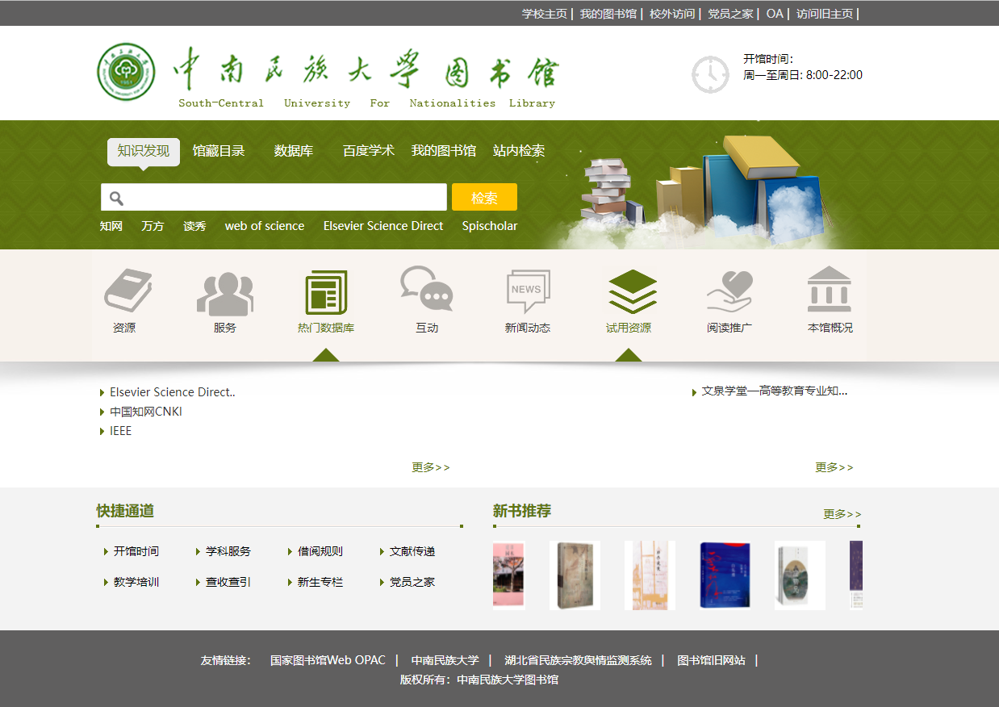 学校主页 | 我的图书馆 | 校外访问 | 党员之家 | OA | 访问旧主页 |
中南民族大学图书馆
South-Central University For Nationalities Library
开馆时间：
周一至周日: 8:00-22:00
知识发现 馆藏目录 数据库 百度学术 我的图书馆 站内检索
检索
知网 万方 读秀 web of science Elsevier Science Direct Spischolar
NEWS
资源 服务 热门数据库 互动 新闻动态 试用资源 阅读推广 本馆概况
Elsevier Science Direct..
中国知网CNKI
IEEE
更多>>
文泉学堂—高等教育专业知...
更多>>
快捷通道
开馆时间 学科服务 借阅规则 文献传递
教学培训 查收查引 新生专栏 党员之家
新书推荐
更多>>
友情链接： 国家图书馆Web OPAC | 中南民族大学 | 湖北省民族宗教舆情监测系统 | 图书馆旧网站 |
版权所有：中南民族大学图书馆